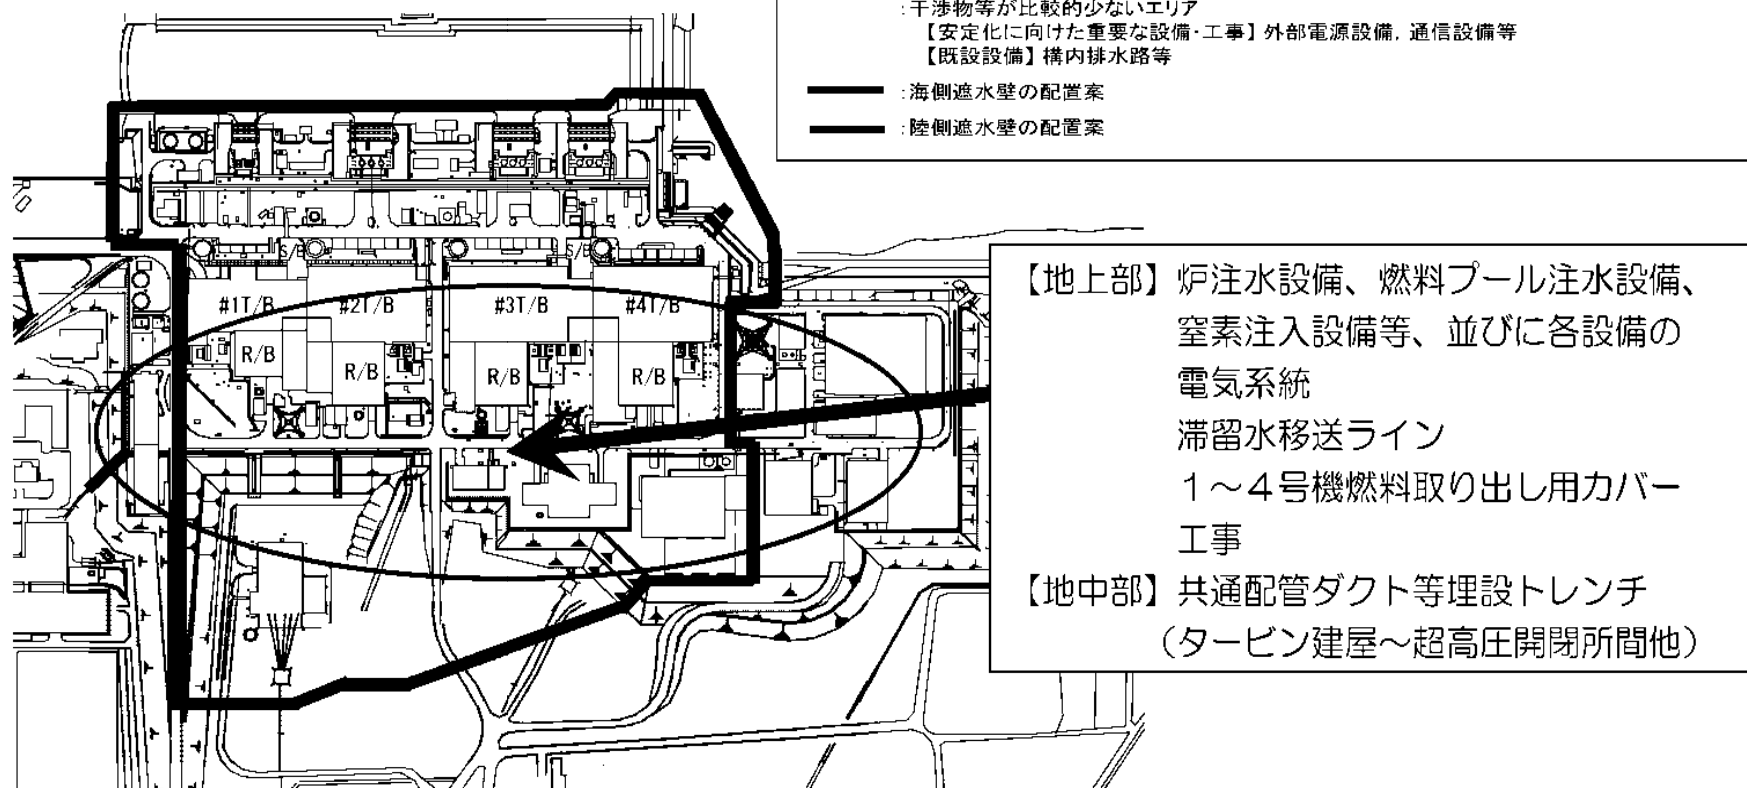 :干渉物等が比較的少ないエリア
【安定化に向けた重要な設備・工事】外部電源設備，通信設備等
【既設設備】構内排水路等
:海側遮水壁の配置案
:陸側遮水壁の配置案
S/B
S/B
#1T/B
#2T/B
#3T/B
#4T/B
R/B
R/B
R/B
R/B
【地上部】炉注水設備、燃料プール注水設備、
窒素注入設備等、並びに各設備の
電気系統
滞留水移送ライン
１～４号機燃料取り出し用カバー
工事
【地中部】共通配管ダクト等埋設トレンチ
（タービン建屋～超高圧開閉所間他）